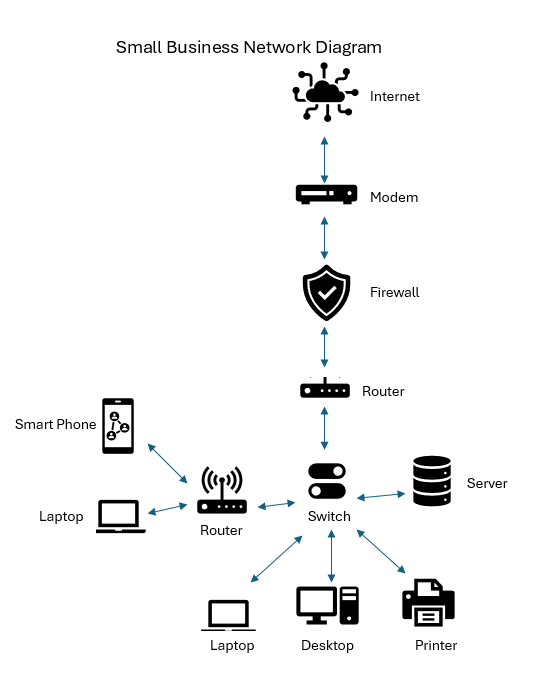 Small Business Network Diagram
Internet
Modem
Firewall
Router
Smart Phone
Server
Laptop
Router
Switch
Laptop
Desktop
Printer